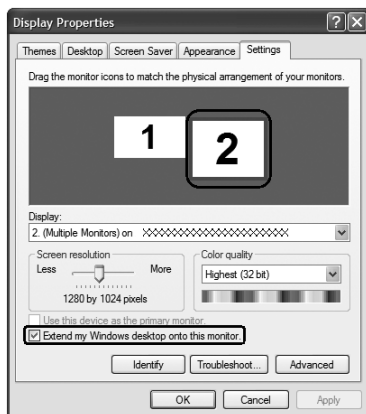 Display Properties
Themes Desktop Screen Saver Appearance Settings
Drag the monitor icons to match the physical arrangement of your monitors.
1 2
Display:
2. (Multiple Monitors) on XXXXXXXXXXXXXXXXXXXXXX
Screen resolution Color quality
Less More Highest (32 bit)
1280 by 1024 pixels
Use this device as the primary monitor.
Extend my Windows desktop onto this monitor.
Identify Troubleshoot... Advanced
OK Cancel Apply